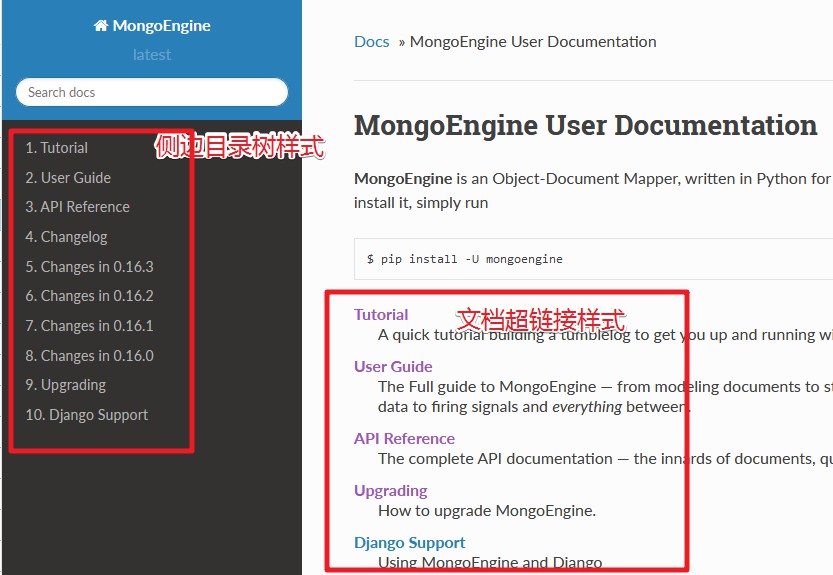 MongoEngine
latest
Search docs
侧边目录树样式
1. Tutorial
2. User Guide
3. API Reference
4. Changelog
5. Changes in 0.16.3
6. Changes in 0.16.2
7. Changes in 0.16.1
8. Changes in 0.16.0
9. Upgrading
10. Django Support
Docs » MongoEngine User Documentation
MongoEngine User Documentation
MongoEngine is an Object-Document Mapper, written in Python for
install it, simply run
$ pip install -U mongoengine
文档超链接样式
Tutorial
A quick tutorial building a tumblelog to get you up and running wi
User Guide
The Full guide to MongoEngine — from modeling documents to st
data to firing signals and everything between.
API Reference
The complete API documentation — the innards of documents, qu
Upgrading
How to upgrade MongoEngine.
Django Support
Using MongoEngine and Django